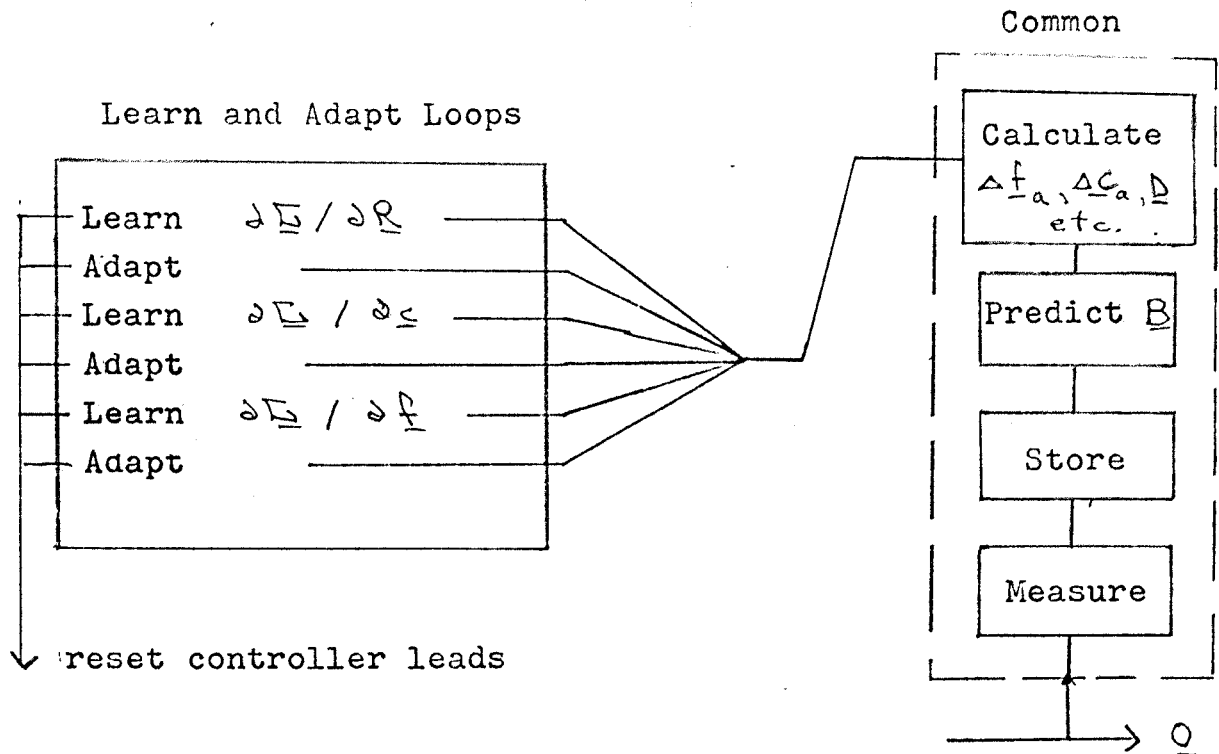 Common
Learn and Adapt Loops
Learn ∂G / ∂R
Adapt
Learn ∂G / ∂c
Adapt
Learn ∂G / ∂f
Adapt
reset controller leads
Calculate
Δf_a, ΔC_a, D
etc.
Predict B
Store
Measure
O